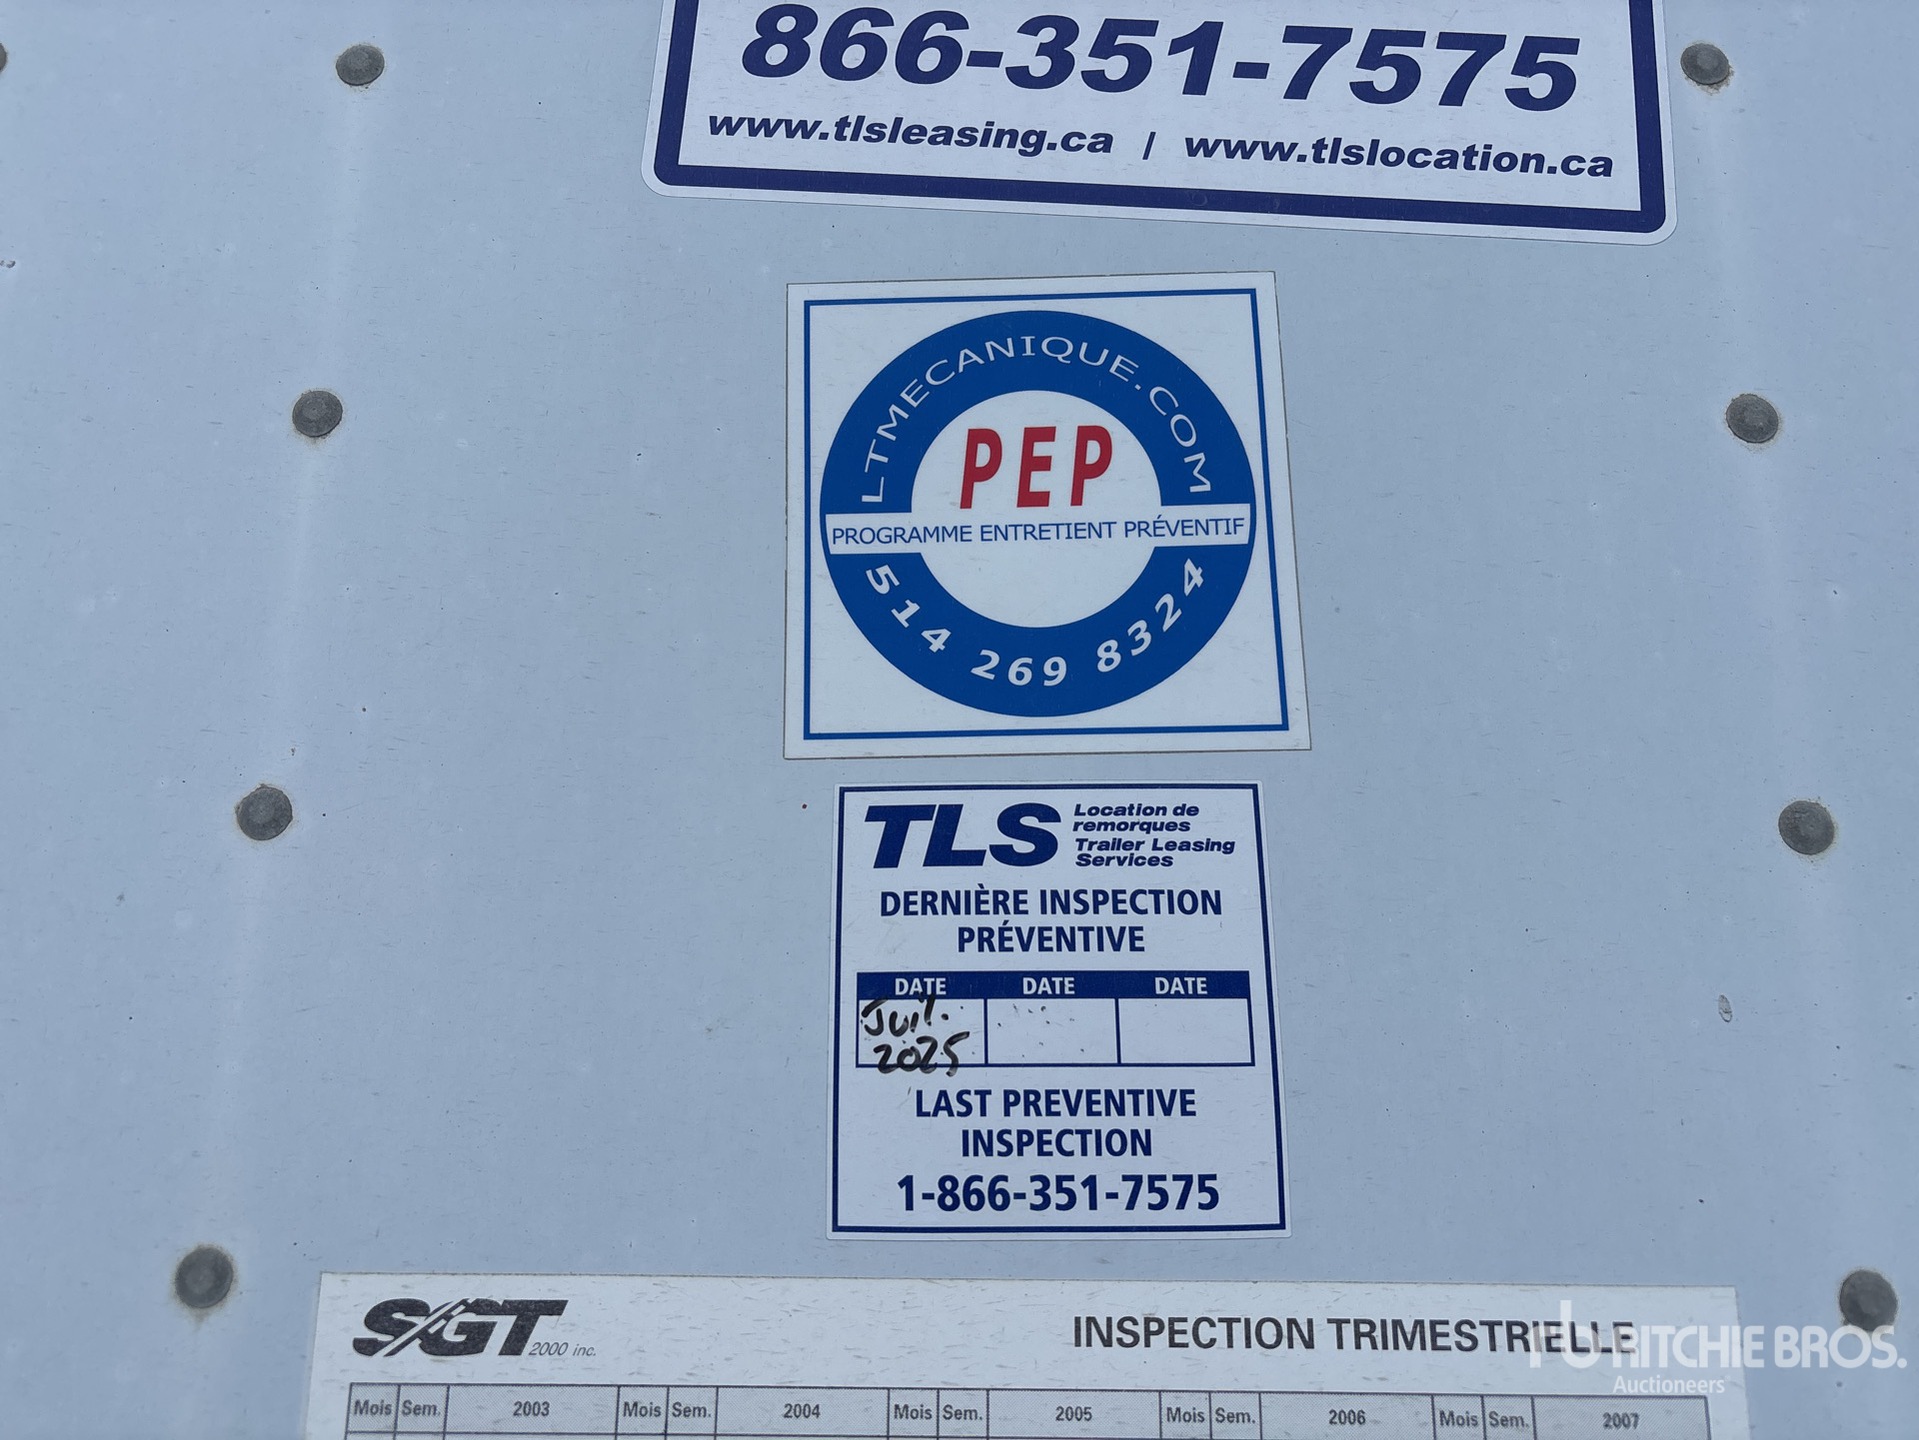 866-351-7575
www.tlsleasing.ca / www.tlslocation.ca
LTMECANIQUE.COM
PEP
PROGRAMME ENTRETIENT PRÉVENTIF
514 269 8324
TLS Location de
remorques
Trailer Leasing
Services
DERNIÈRE INSPECTION
PRÉVENTIVE
DATE DATE DATE
Juil.
2025
LAST PREVENTIVE
INSPECTION
1-866-351-7575
SGT 2000 inc.
INSPECTION TRIMESTRIELLE
rb RITCHIE BROS.
Auctioneers
Mois Sem. 2003 Mois Sem. 2004 Mois Sem. 2005 Mois Sem. 2006 Mois Sem. 2007